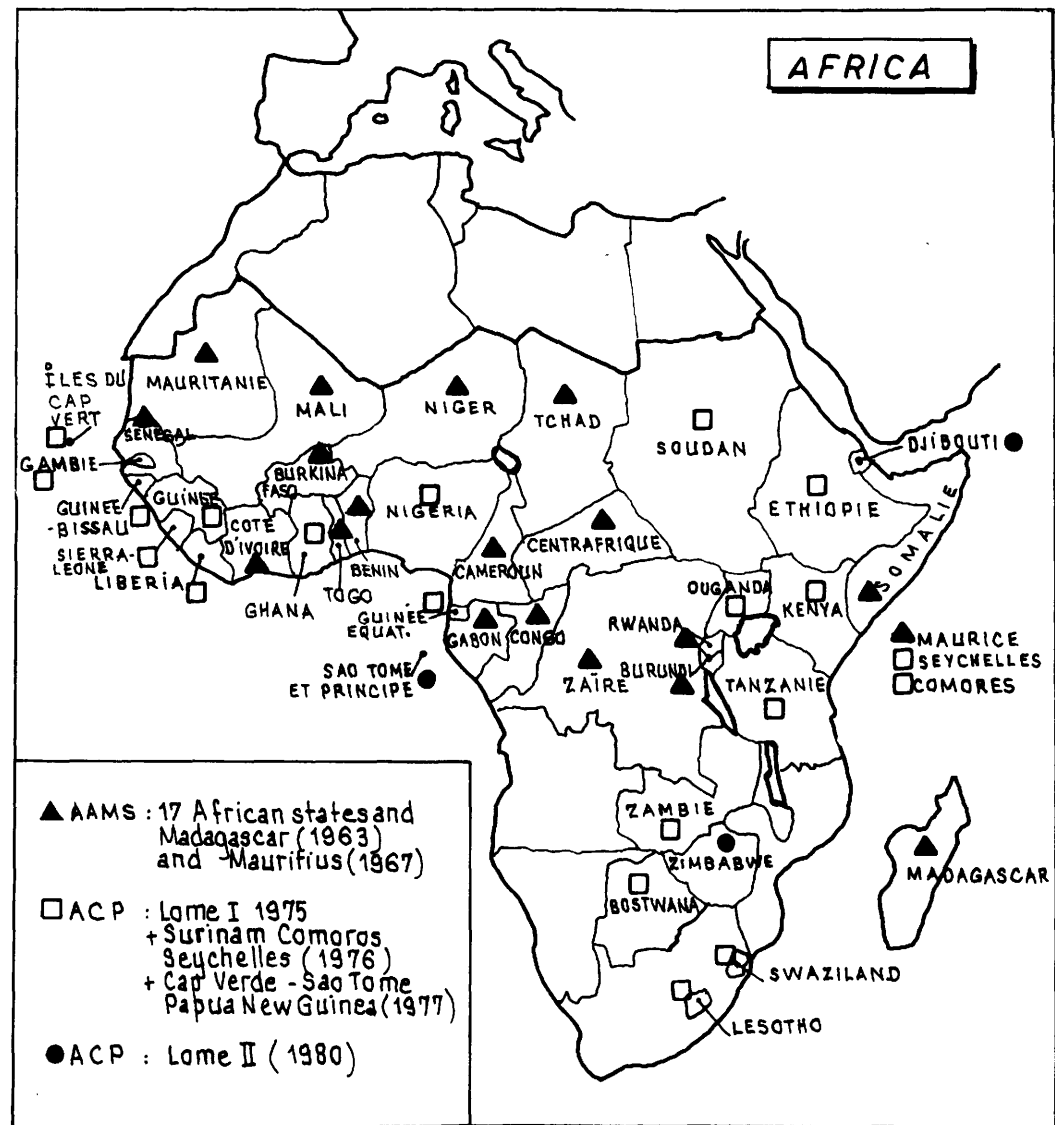 AFRICA
ÎLES DU
CAP
VERT
MAURITANIE
MALI
NIGER
TCHAD
SOUDAN
DJÍBOUTI
SENEGAL
GAMBIE
GUINEE
-BISSAU
GUINÉE
SIERRA-
LEONE
LIBERIA
COTE
D'IVOIRE
BURKINA
FASO
GHANA
TOGO
BENIN
NIGERIA
CAMEROUN
CENTRAFRIQUE
ETHIOPIE
SOMALIE
GUINÉE
EQUAT.
GABON
CONGO
SAO TOME
ET PRINCIPE
ZAÏRE
RWANDA
BURUNDI
OUGANDA
KENYA
TANZANIE
MAURICE
SEYCHELLES
COMORES
ZAMBIE
ZIMBABWE
BOSTWANA
MADAGASCAR
SWAZILAND
LESOTHO
AAMS : 17 African states and
Madagascar (1963)
and Maurifius (1967)
ACP : Lome I 1975
+ Surinam Comoros
Seychelles (1976)
+ Cap Verde - Sao Tome
Papua New Guinea (1977)
ACP : Lome II (1980)